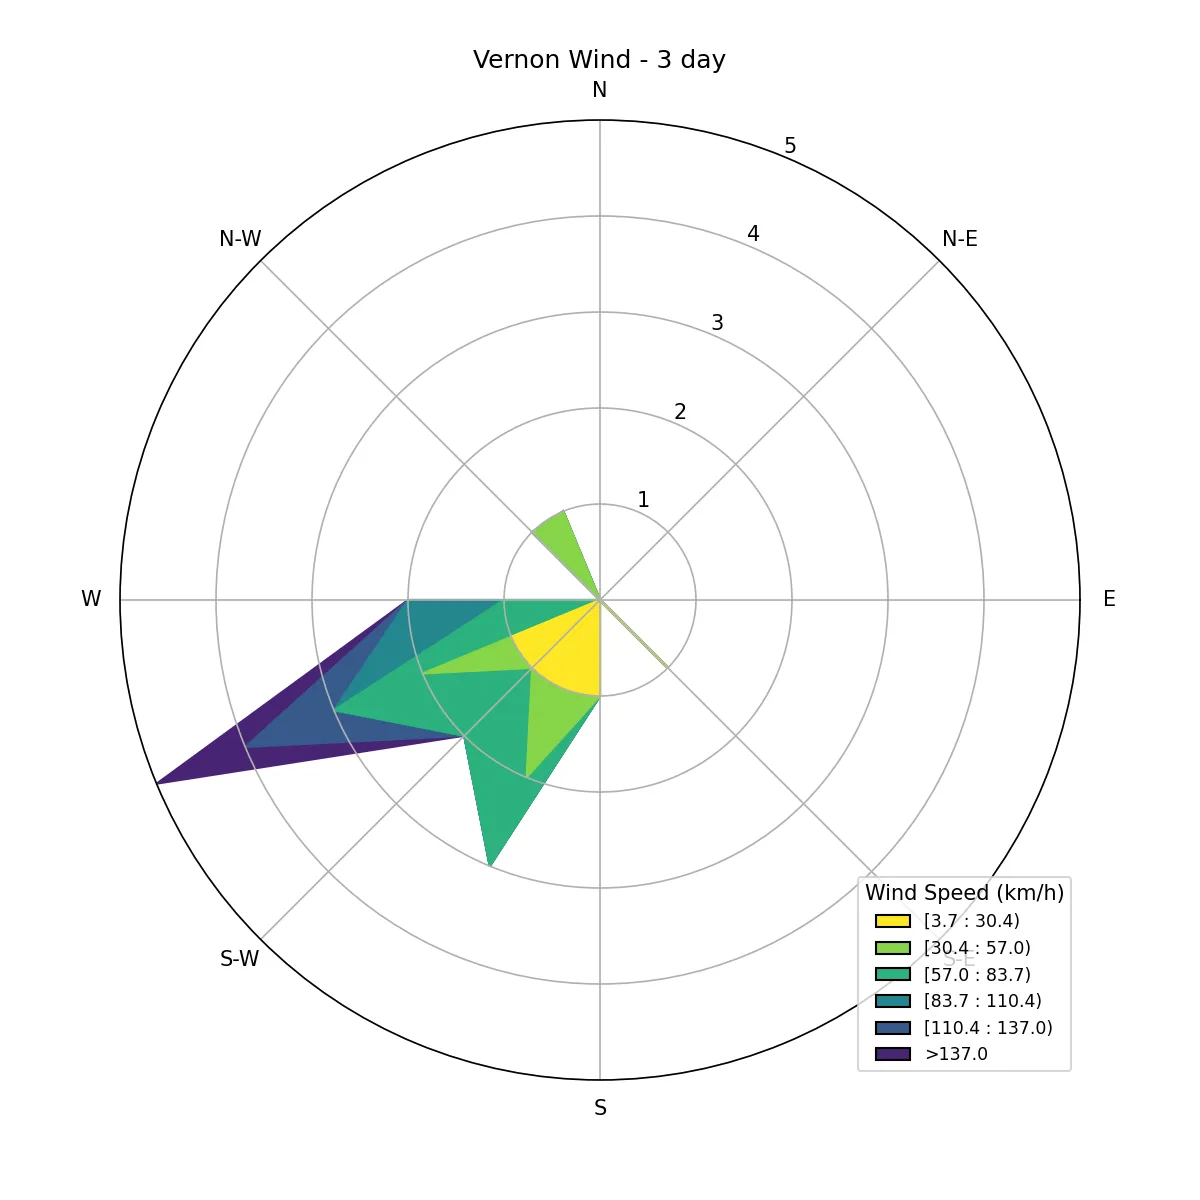 Vernon Wind - 3 day
N
5
N-W
N-E
4
3
2
1
W
E
S-W
S-E
S
Wind Speed (km/h)
[3.7 : 30.4)
[30.4 : 57.0)
[57.0 : 83.7)
[83.7 : 110.4)
[110.4 : 137.0)
>137.0